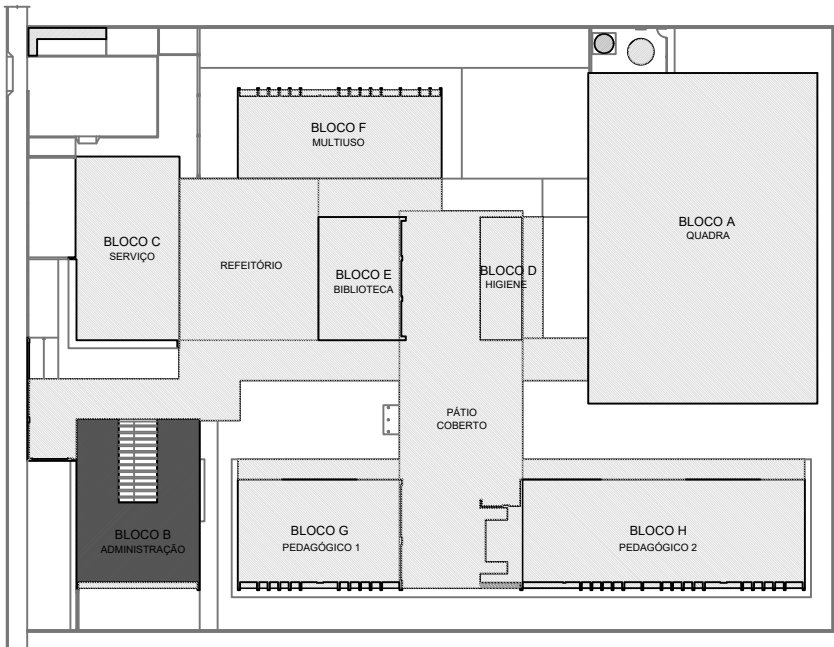 BLOCO F
MULTIUSO
BLOCO A
QUADRA
BLOCO C
SERVIÇO
REFEITÓRIO
BLOCO E
BIBLIOTECA
BLOCO D
HIGIENE
PÁTIO
COBERTO
BLOCO B
ADMINISTRAÇÃO
BLOCO G
PEDAGÓGICO 1
BLOCO H
PEDAGÓGICO 2